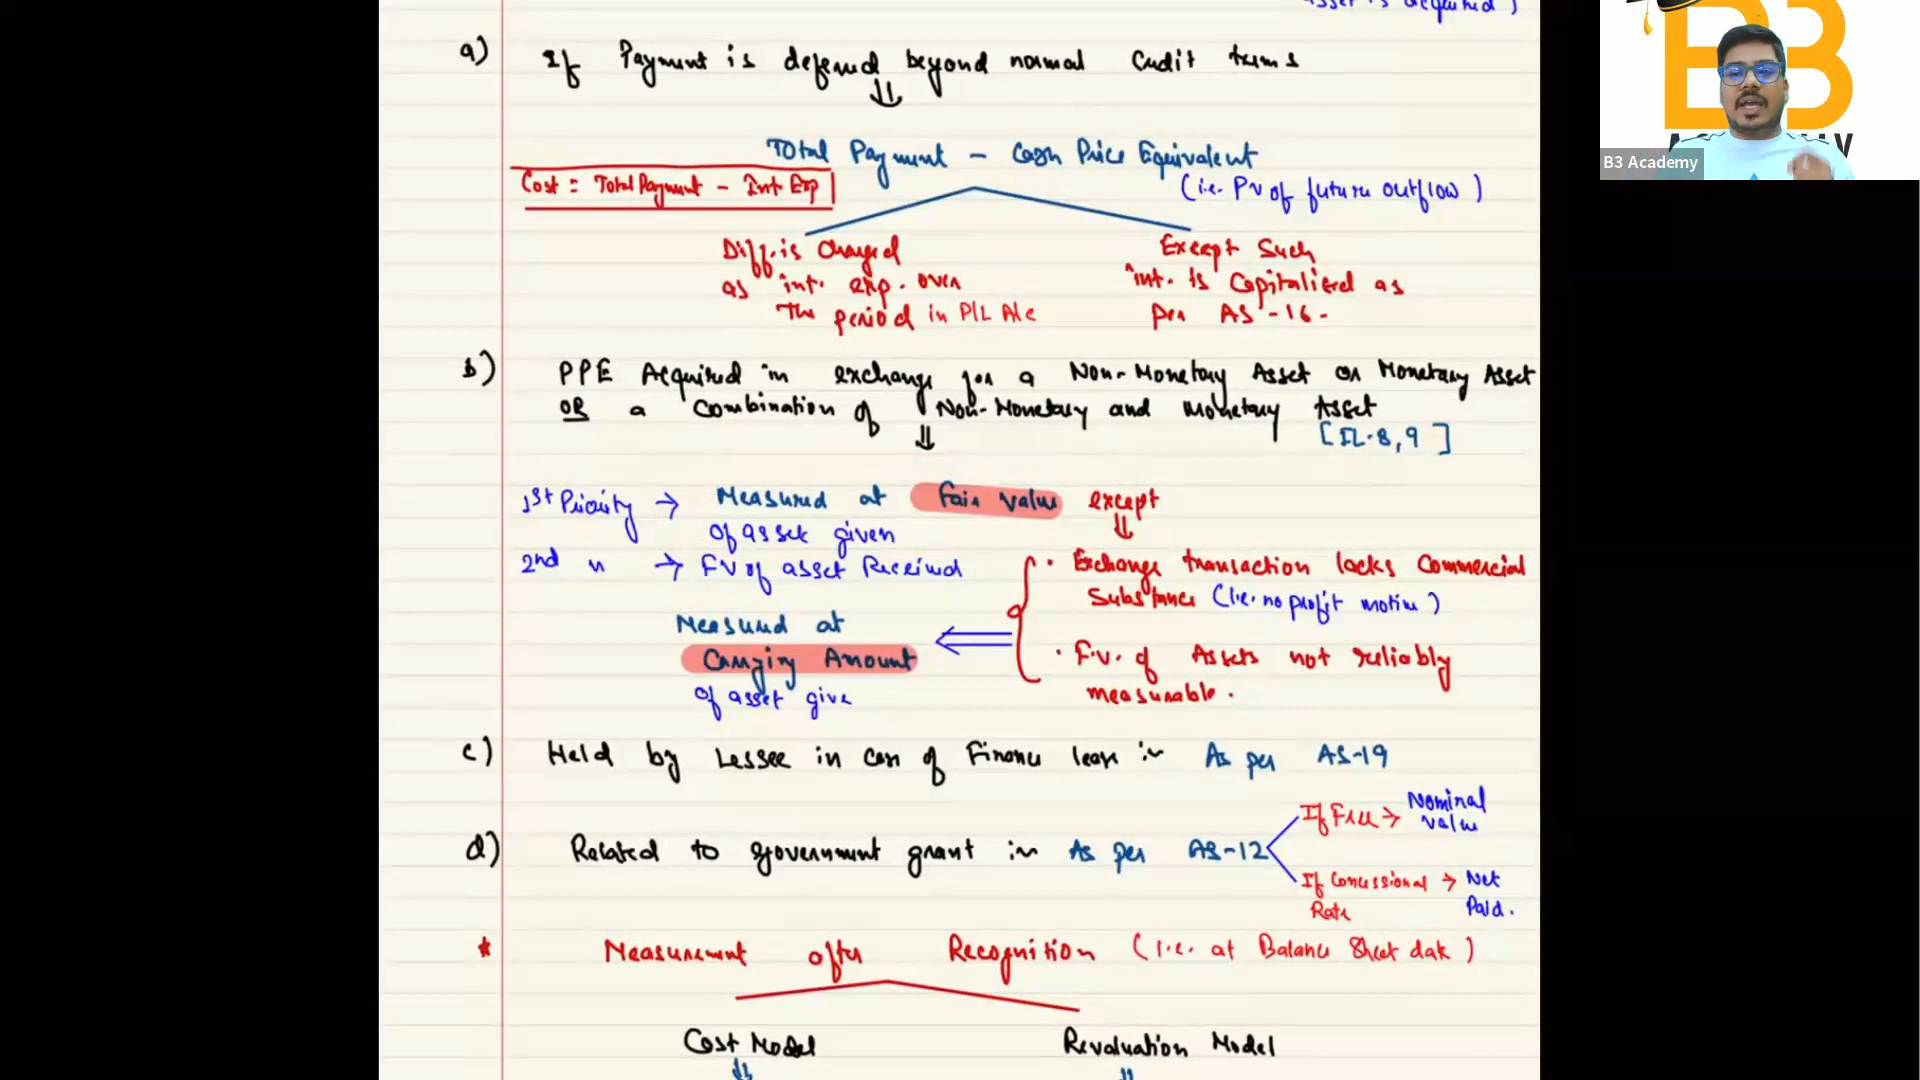 asset is acquired)
a) If Payment is deferred beyond normal credit terms
Total Payment - Cash Price Equivalent
(i.e. PV of future outflow)
Cost = Total Payment - Int Exp
Diff. is Charged
as int. exp. over
the period in P/L A/c
Except Such
int. is Capitalised as
per AS-16.
b) PPE Acquired in exchange for a Non-Monetary Asset or Monetary Asset
OR a Combination of Non-Monetary and Monetary Asset
[IL-8,9]
1st Priority → Measured at fair value except
of asset given
2nd " → F.V of asset Received
• Exchange transaction lacks Commercial
Substance (i.e. no profit motive)
Measured at
Carrying Amount
of asset give
• F.V. of Assets not reliably
measurable.
c) Held by Lessee in case of Finance lease :- As per AS-19
d) Related to government grant :- As per AS-12
If Free → Nominal
Value
If Concessional → Net
Rate Paid.
* Measurement after Recognition (i.e. at Balance Sheet date)
Cost Model
Revaluation Model
B3
B3 Academy